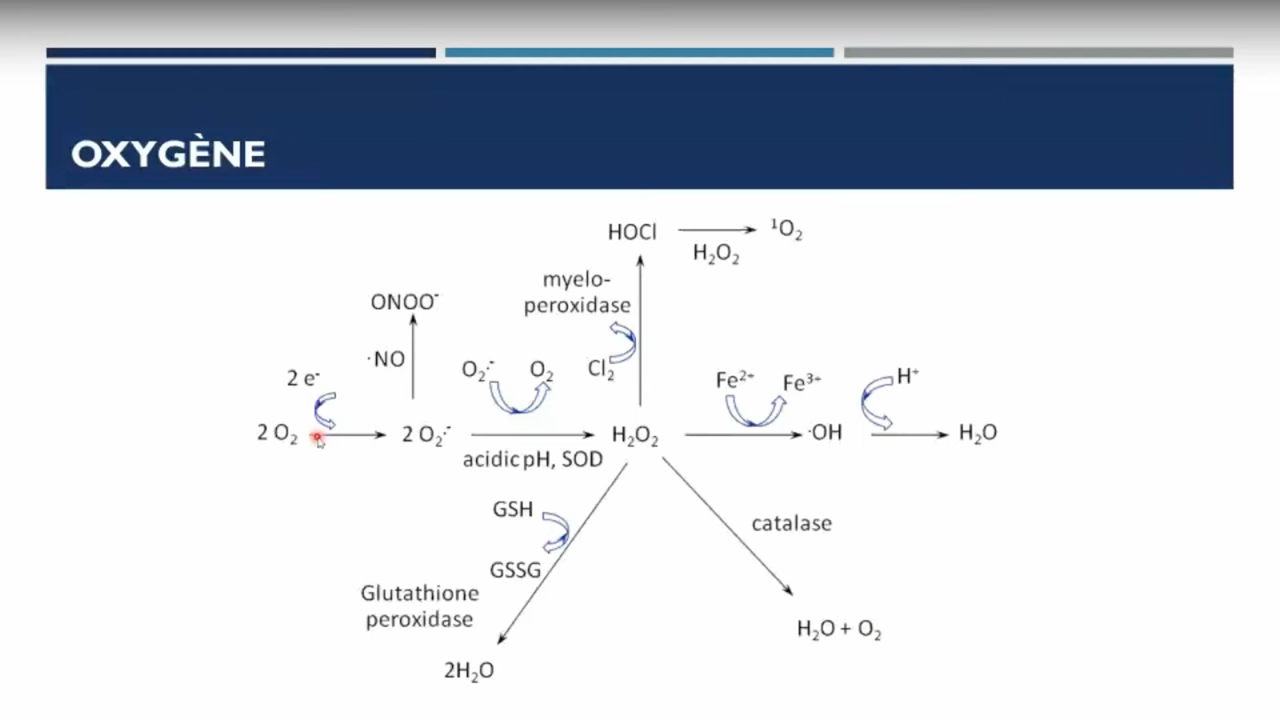 OXYGÈNE
HOCl
¹O₂
H₂O₂
myelo-
peroxidase
ONOO⁻
·NO
O₂·⁻
O₂
Cl₂
2 e⁻
Fe²⁺
Fe³⁺
H⁺
2 O₂
2 O₂·⁻
H₂O₂
·OH
H₂O
acidic pH, SOD
GSH
catalase
GSSG
Glutathione
peroxidase
H₂O + O₂
2H₂O